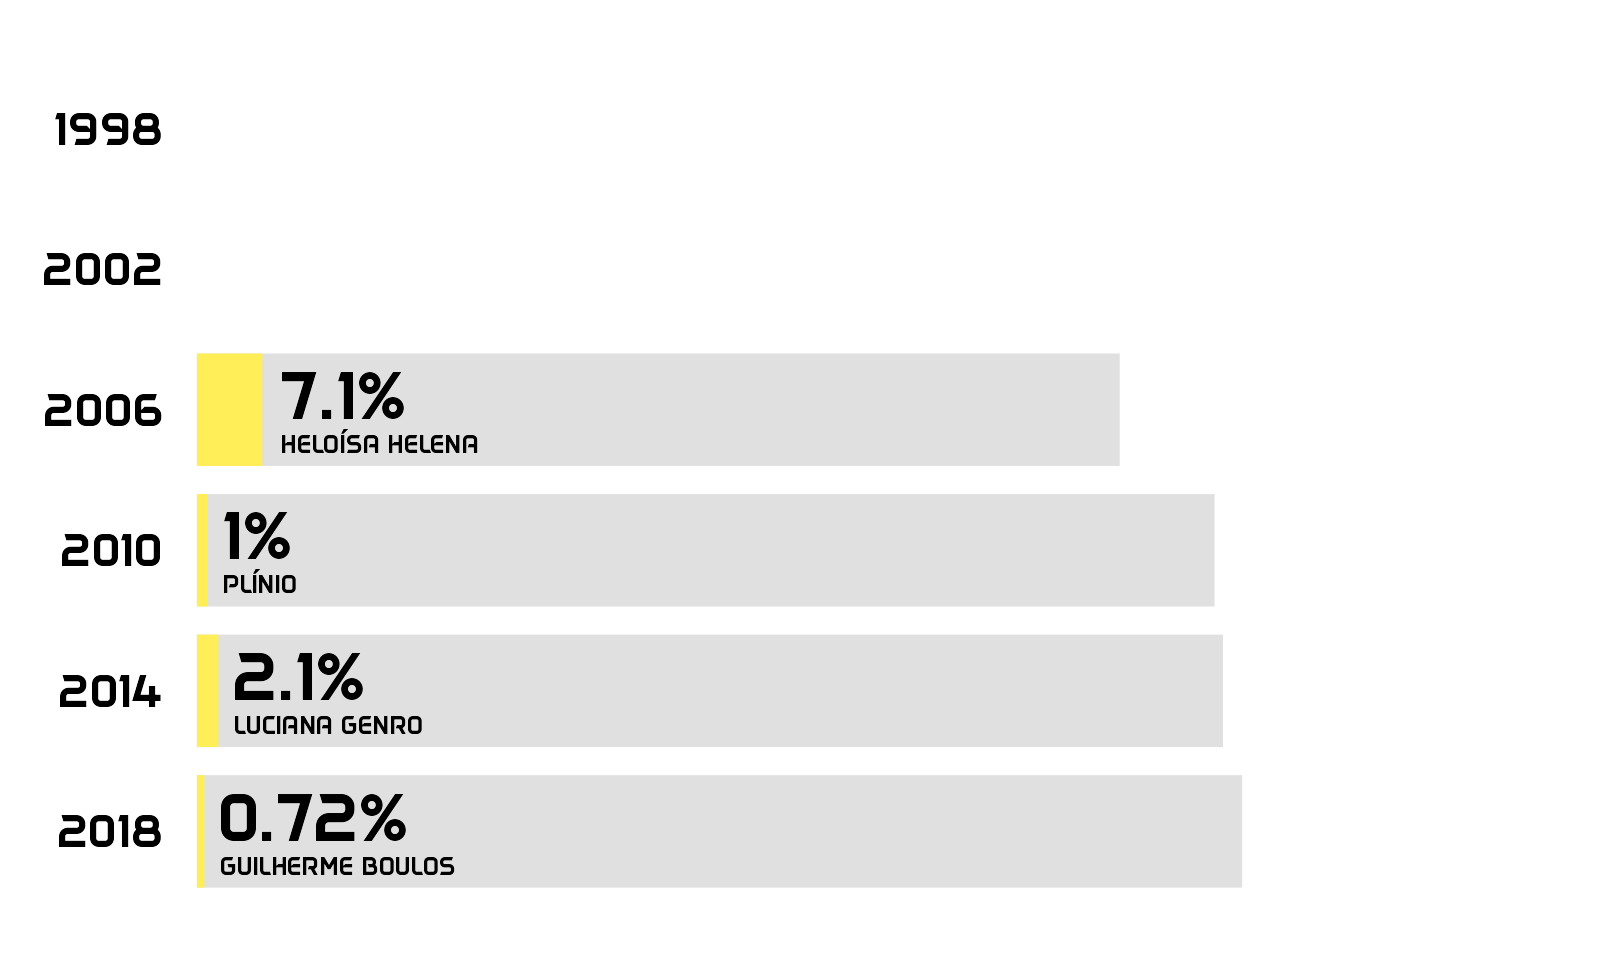 1998
2002
2006
7.1%
HELOÍSA HELENA
2010
1%
PLÍNIO
2014
2.1%
LUCIANA GENRO
2018
0.72%
GUILHERME BOULOS